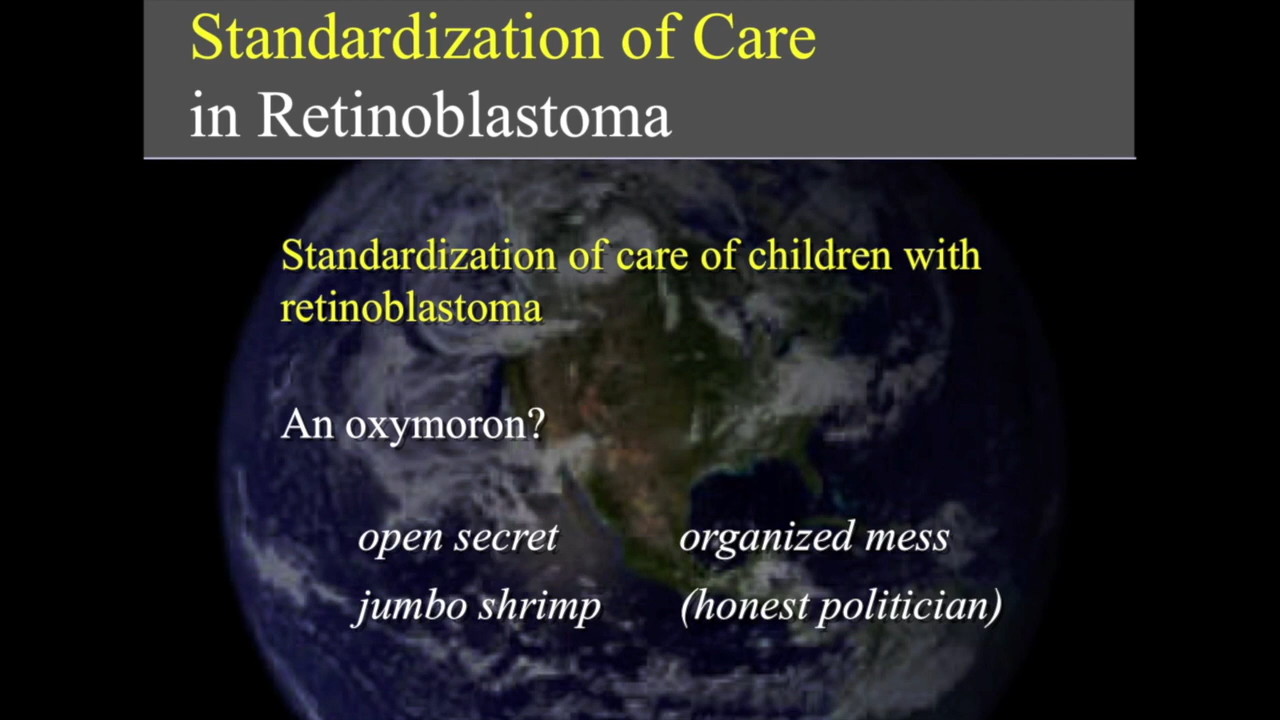 Standardization of Care
in Retinoblastoma
Standardization of care of children with
retinoblastoma
An oxymoron?
open secret organized mess
jumbo shrimp (honest politician)